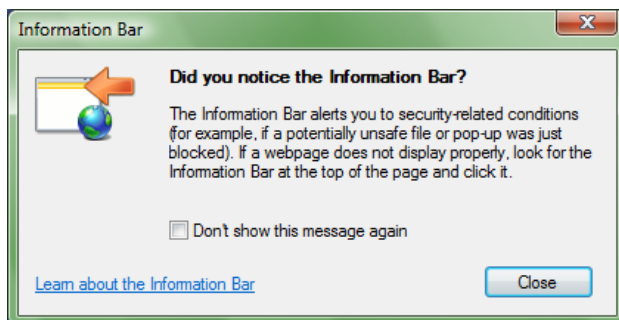 Information Bar
Did you notice the Information Bar?
The Information Bar alerts you to security-related conditions
(for example, if a potentially unsafe file or pop-up was just
blocked). If a webpage does not display properly, look for the
Information Bar at the top of the page and click it.
Don't show this message again
Learn about the Information Bar
Close